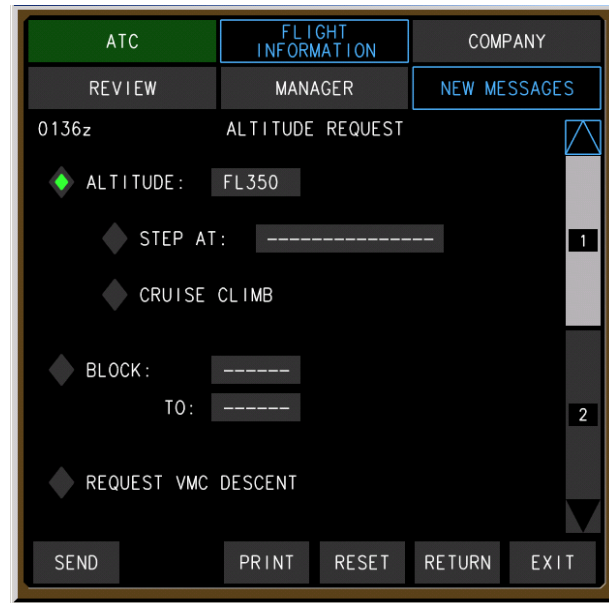 ATC FLIGHT INFORMATION COMPANY
REVIEW MANAGER NEW MESSAGES
0136z ALTITUDE REQUEST
ALTITUDE: FL350
STEP AT: ---------------
1
CRUISE CLIMB
BLOCK: ------
TO: ------
2
REQUEST VMC DESCENT
SEND PRINT RESET RETURN EXIT